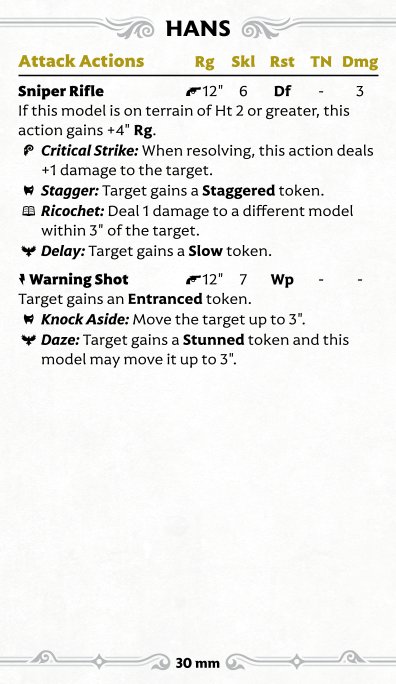 HANS
Attack Actions Rg Skl Rst TN Dmg
Sniper Rifle 12" 6 Df - 3
If this model is on terrain of Ht 2 or greater, this
action gains +4" Rg.
Critical Strike: When resolving, this action deals
+1 damage to the target.
Stagger: Target gains a Staggered token.
Ricochet: Deal 1 damage to a different model
within 3" of the target.
Delay: Target gains a Slow token.
Warning Shot 12" 7 Wp - -
Target gains an Entranced token.
Knock Aside: Move the target up to 3".
Daze: Target gains a Stunned token and this
model may move it up to 3".
30 mm